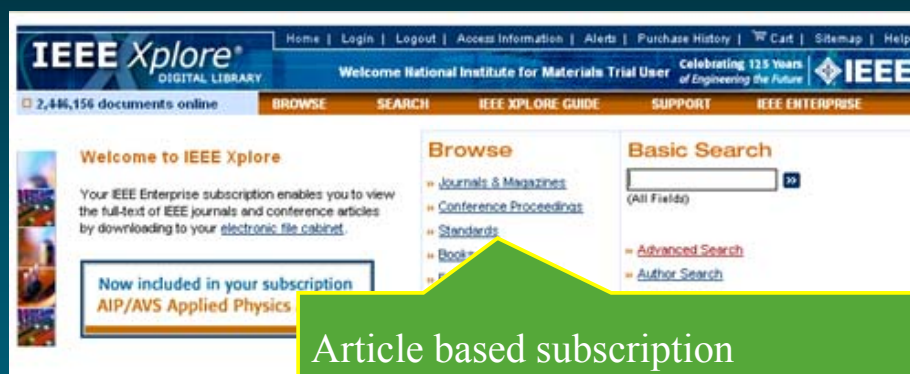 Home | Login | Logout | Access Information | Alerts | Purchase History | Cart | Sitemap | Help
IEEE Xplore®
DIGITAL LIBRARY
Welcome National Institute for Materials Trial User
Celebrating 125 Years
of Engineering the Future
IEEE
2,446,156 documents online
BROWSE SEARCH IEEE XPLORE GUIDE SUPPORT IEEE ENTERPRISE
Welcome to IEEE Xplore
Your IEEE Enterprise subscription enables you to view
the full-text of IEEE journals and conference articles
by downloading to your electronic file cabinet.
Now included in your subscription
AIP/AVS Applied Physics
Browse
» Journals & Magazines
» Conference Proceedings
» Standards
» Book
Basic Search
»
(All Fields)
» Advanced Search
» Author Search
Article based subscription